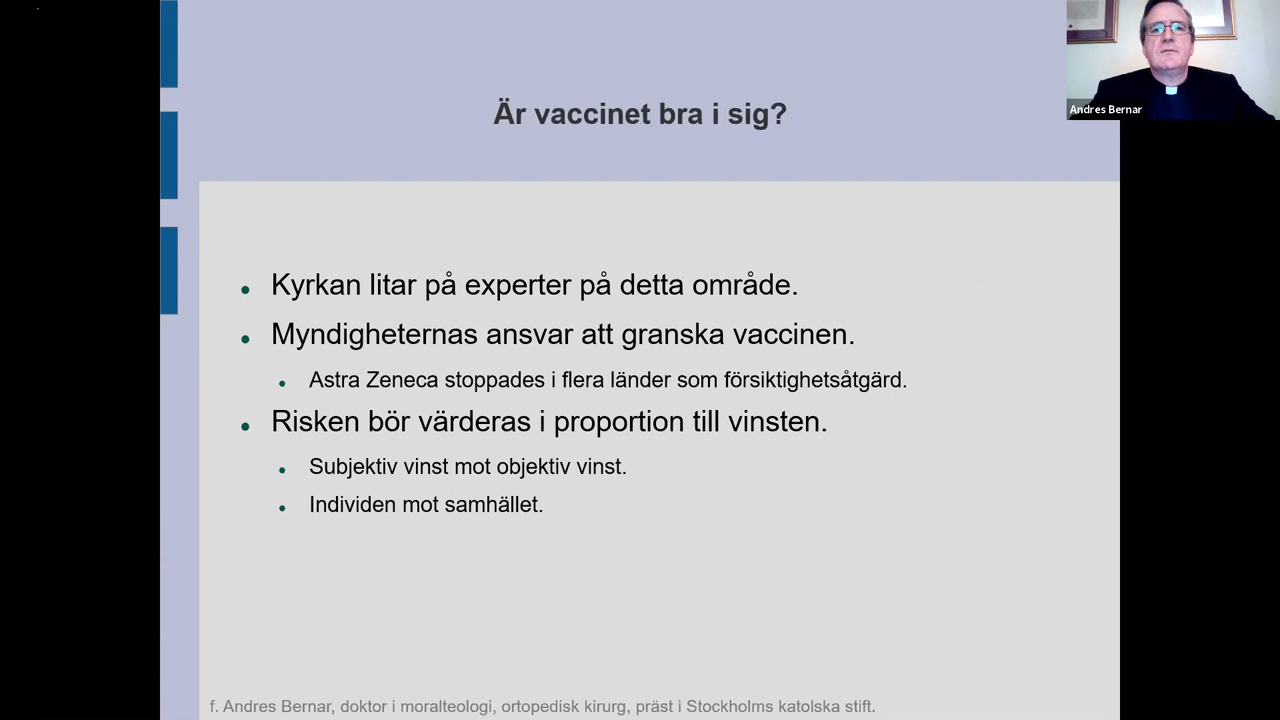 Är vaccinet bra i sig?
Andres Bernar
Kyrkan litar på experter på detta område.
Myndigheternas ansvar att granska vaccinen.
Astra Zeneca stoppades i flera länder som försiktighetsåtgärd.
Risken bör värderas i proportion till vinsten.
Subjektiv vinst mot objektiv vinst.
Individen mot samhället.
f. Andres Bernar, doktor i moralteologi, ortopedisk kirurg, präst i Stockholms katolska stift.